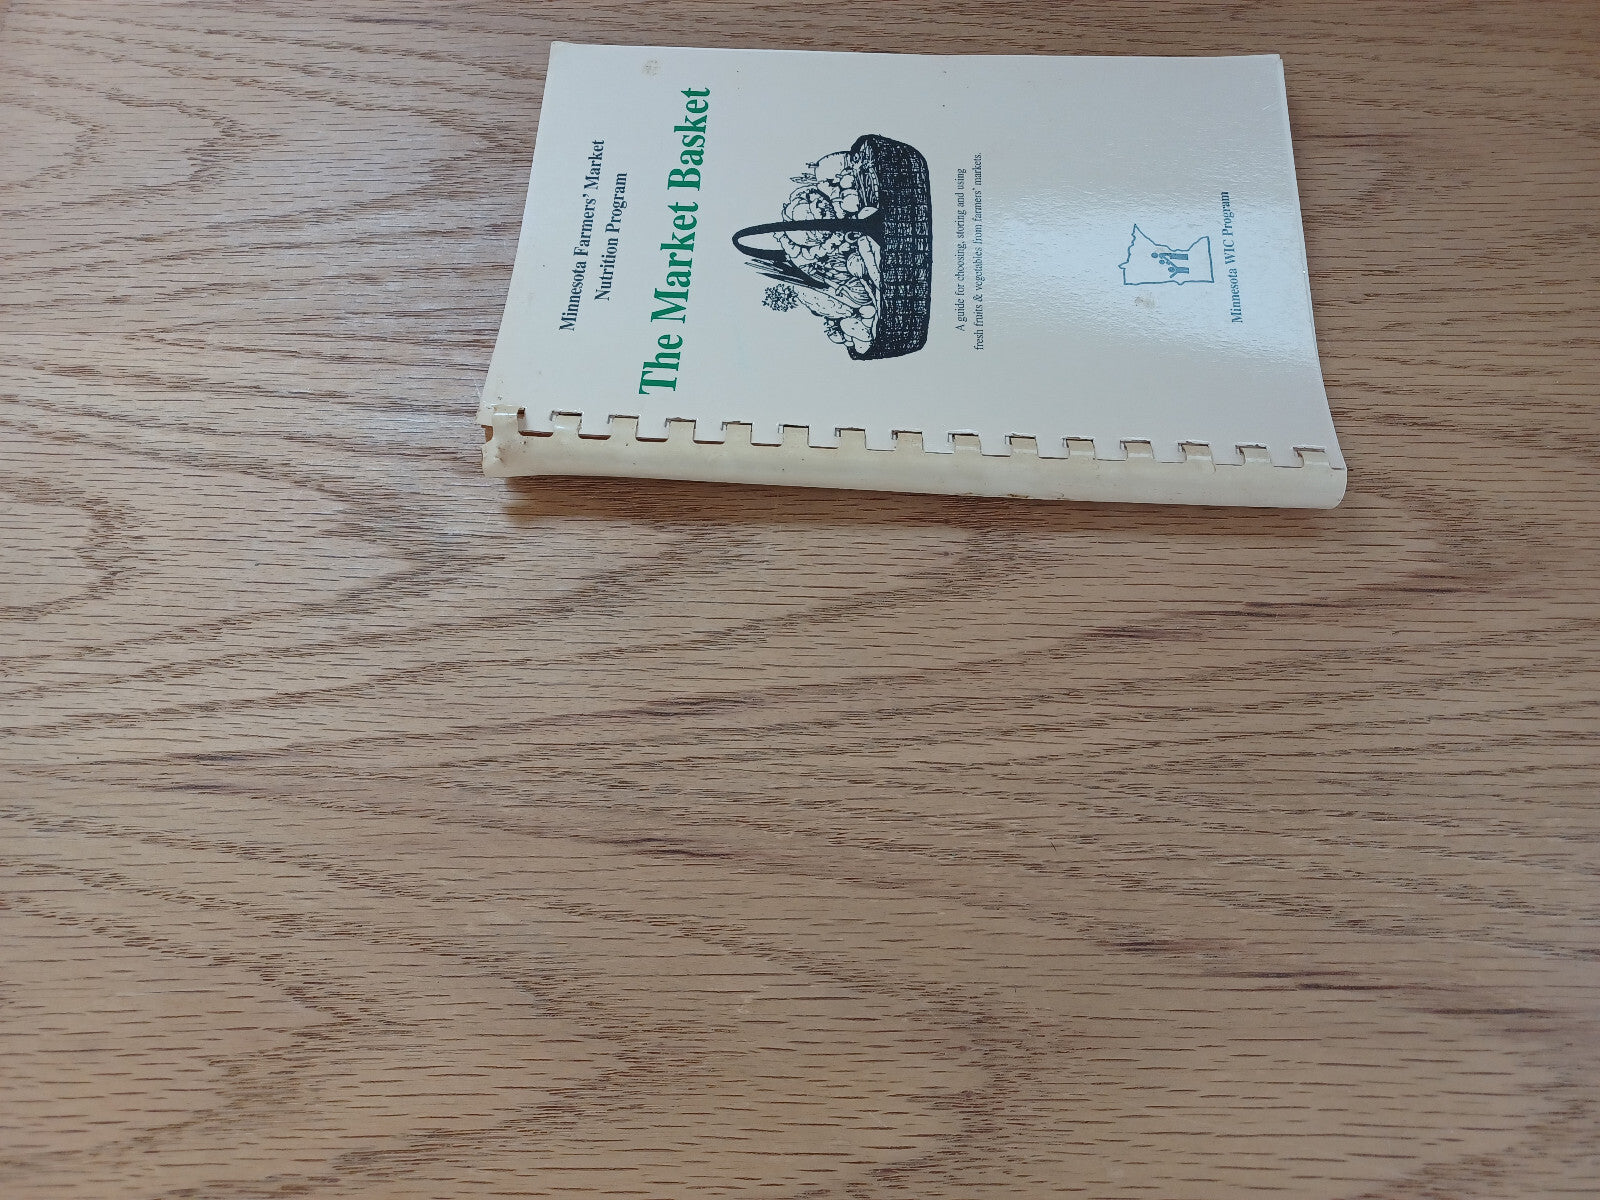 Minnesota Farmers' Market
Nutrition Program
The Market Basket
A guide for choosing, storing and using
fresh fruits & vegetables from farmers' markets.
Minnesota WIC Program